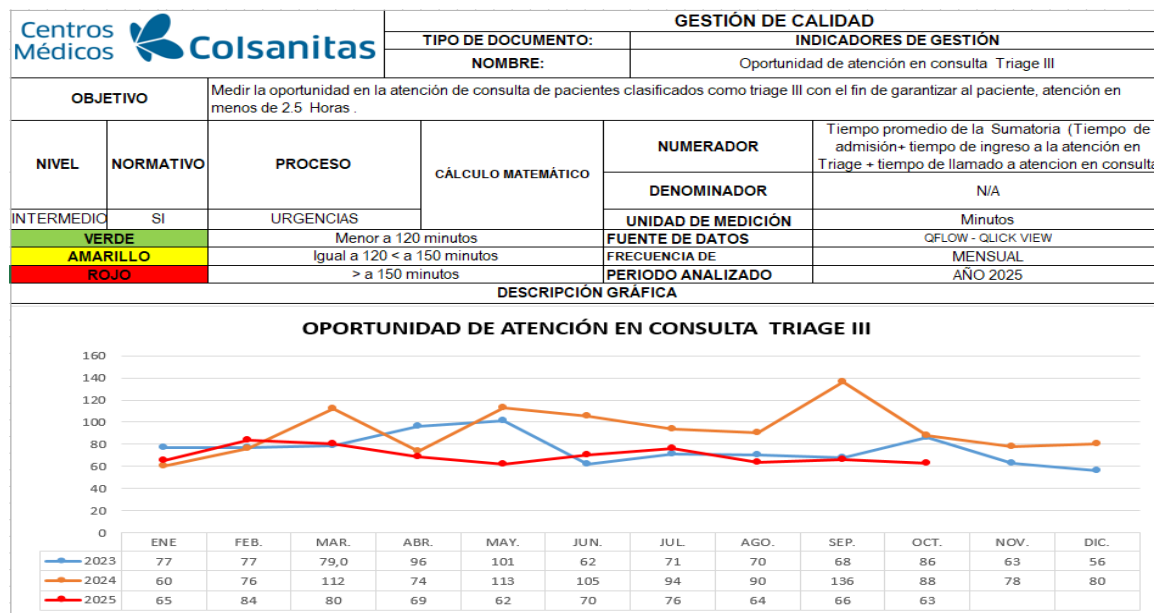 Centros
Médicos
Colsanitas
GESTIÓN DE CALIDAD
TIPO DE DOCUMENTO: INDICADORES DE GESTIÓN
NOMBRE: Oportunidad de atención en consulta Triage III
OBJETIVO
Medir la oportunidad en la atención de consulta de pacientes clasificados como triage III con el fin de garantizar al paciente, atención en
menos de 2.5 Horas .
NIVEL NORMATIVO PROCESO CÁLCULO MATEMÁTICO
NUMERADOR
Tiempo promedio de la Sumatoria (Tiempo de
admisión+ tiempo de ingreso a la atención en
Triage + tiempo de llamado a atencion en consulta
DENOMINADOR N/A
INTERMEDIO SI URGENCIAS UNIDAD DE MEDICIÓN Minutos
VERDE Menor a 120 minutos FUENTE DE DATOS QFLOW - QLICK VIEW
AMARILLO Igual a 120 < a 150 minutos FRECUENCIA DE MENSUAL
ROJO > a 150 minutos PERIODO ANALIZADO AÑO 2025
DESCRIPCIÓN GRÁFICA
OPORTUNIDAD DE ATENCIÓN EN CONSULTA TRIAGE III
160
140
120
100
80
60
40
20
0
ENE FEB. MAR. ABR. MAY. JUN. JUL. AGO. SEP. OCT. NOV. DIC.
2023 77 77 79,0 96 101 62 71 70 68 86 63 56
2024 60 76 112 74 113 105 94 90 136 88 78 80
2025 65 84 80 69 62 70 76 64 66 63